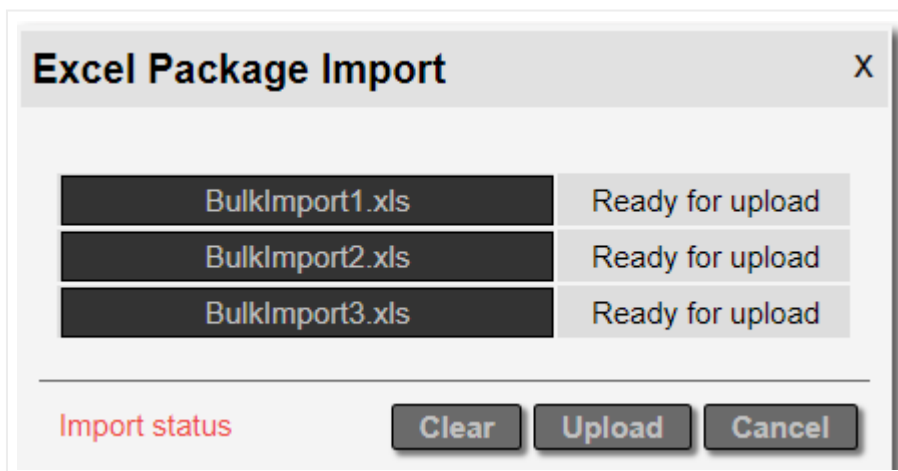 Excel Package Import X
BulkImport1.xls Ready for upload
BulkImport2.xls Ready for upload
BulkImport3.xls Ready for upload
Import status Clear Upload Cancel